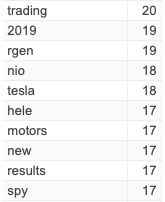 trading 20
2019 19
rgen 19
nio 18
tesla 18
hele 17
motors 17
new 17
results 17
spy 17